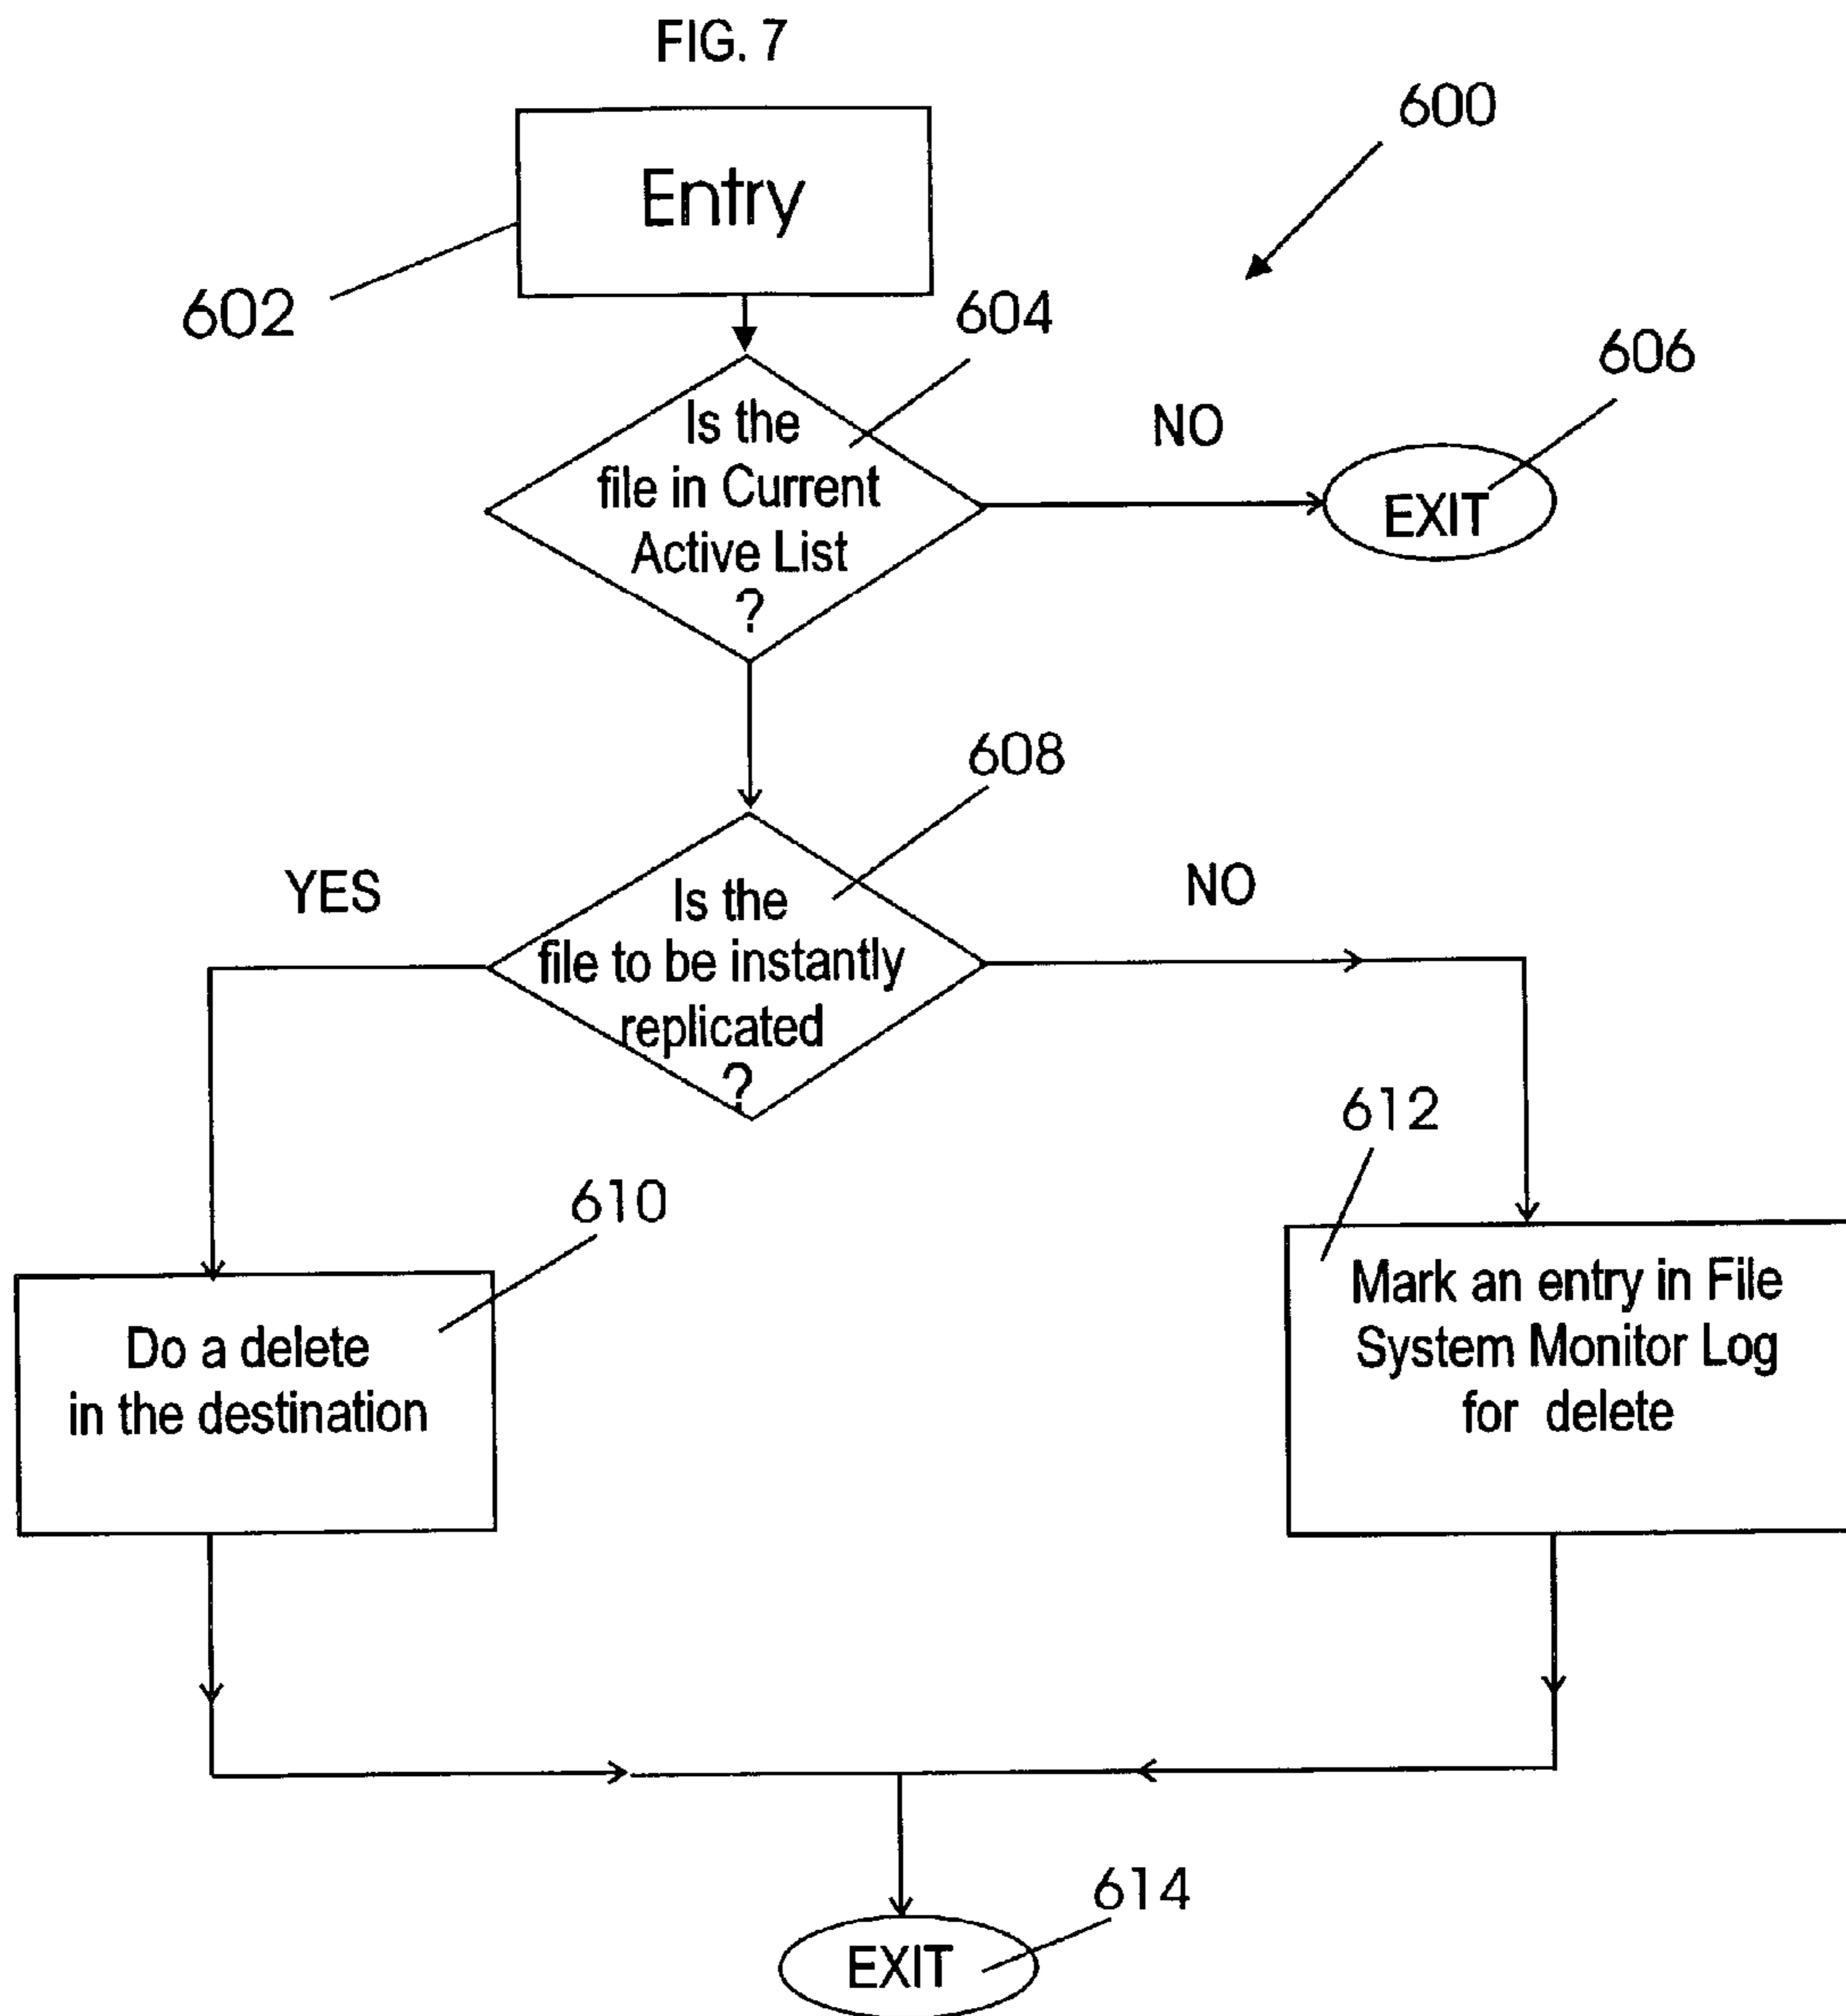 FIG. 7
600
Entry
602
604
606
Is the
file in Current
Active List
?
NO
EXIT
608
YES
NO
Is the
file to be instantly
replicated
?
612
610
Do a delete
in the destination
Mark an entry in File
System Monitor Log
for delete
614
EXIT